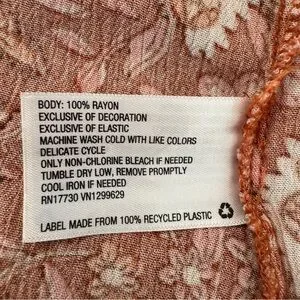 BODY: 100% RAYON
EXCLUSIVE OF DECORATION
EXCLUSIVE OF ELASTIC
MACHINE WASH COLD WITH LIKE COLORS
DELICATE CYCLE
ONLY NON-CHLORINE BLEACH IF NEEDED
TUMBLE DRY LOW, REMOVE PROMPTLY
COOL IRON IF NEEDED
RN17730 VN1299629
LABEL MADE FROM 100% RECYCLED PLASTIC